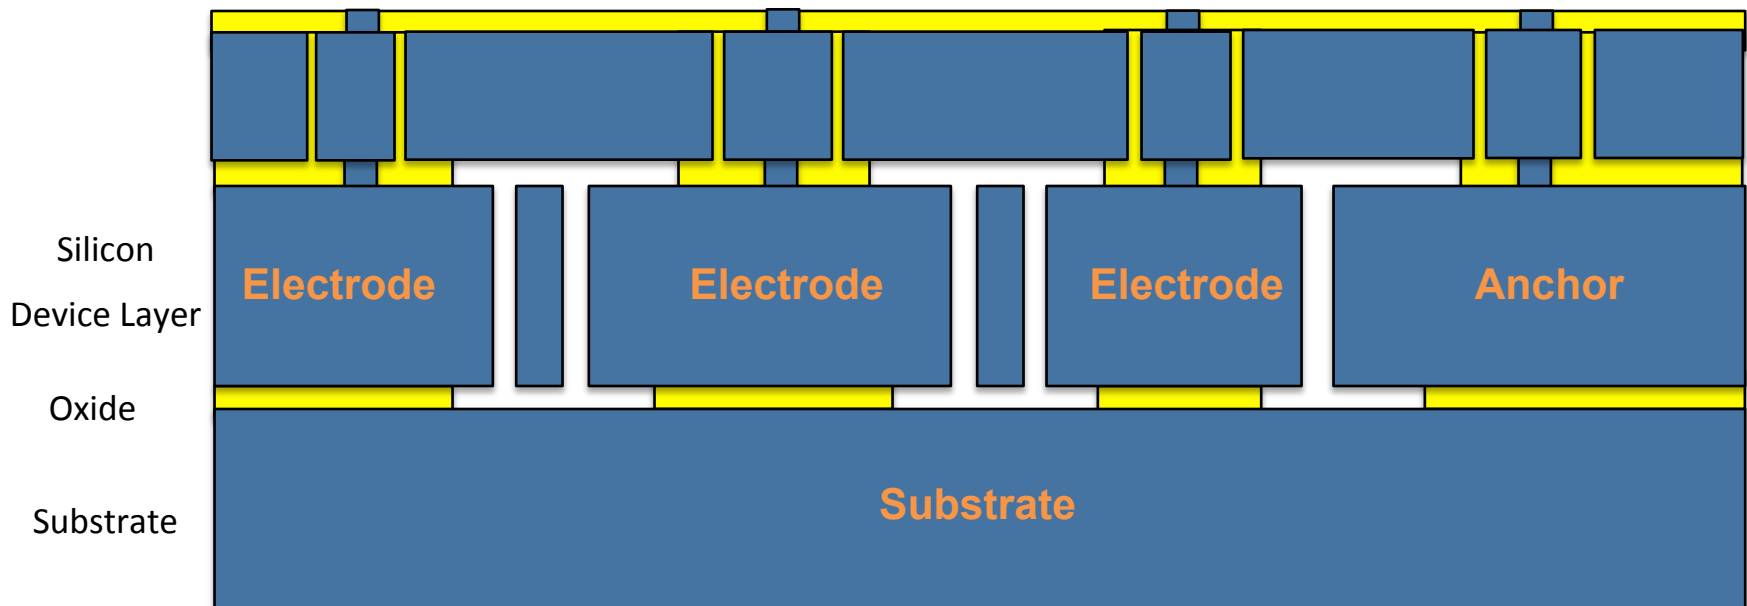 Silicon
Device Layer
Oxide
Substrate
Electrode
Electrode
Electrode
Anchor
Substrate